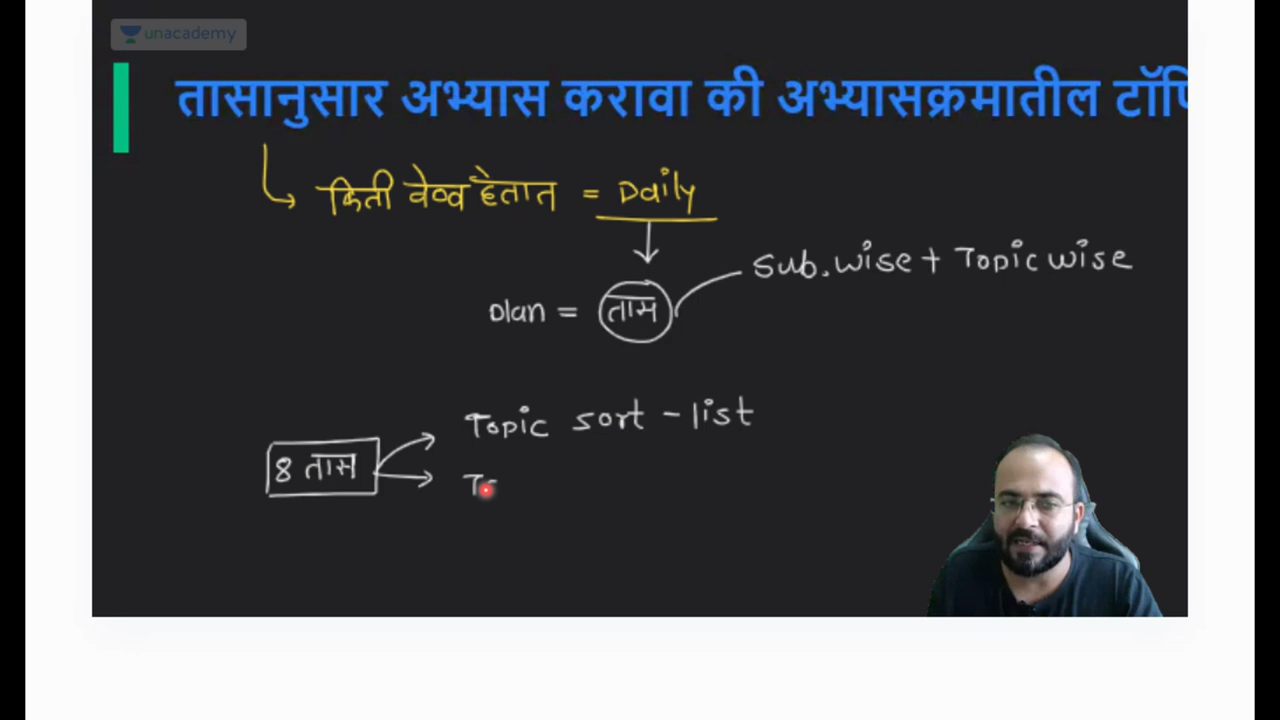 unacademy
तासानुसार अभ्यास करावा की अभ्यासक्रमातील
किती वेळ देतात = Daily
Plan = तास
Sub.wise + Topic wise
Topic sort - list
8 तास